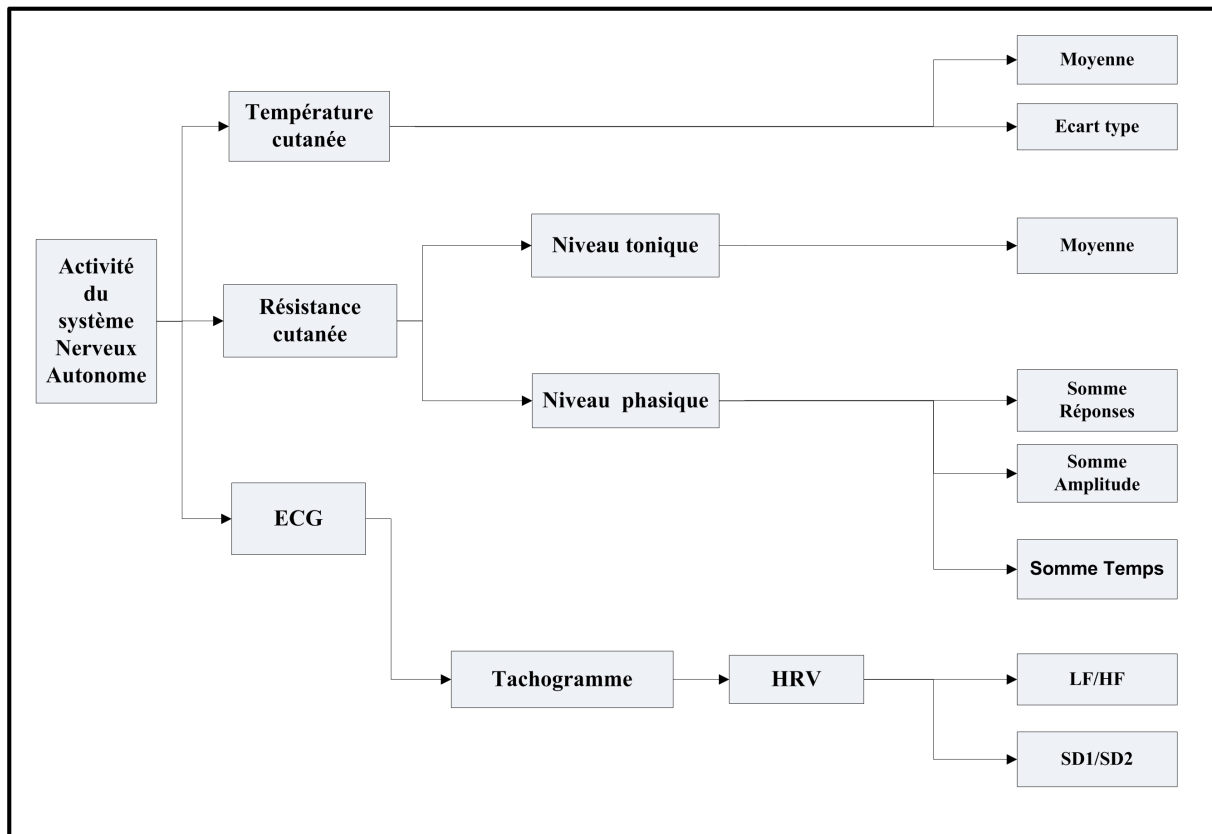 Activité
du
système
Nerveux
Autonome
Température
cutanée
Résistance
cutanée
ECG
Niveau tonique
Niveau phasique
Tachogramme
HRV
Moyenne
Ecart type
Moyenne
Somme
Réponses
Somme
Amplitude
Somme Temps
LF/HF
SD1/SD2